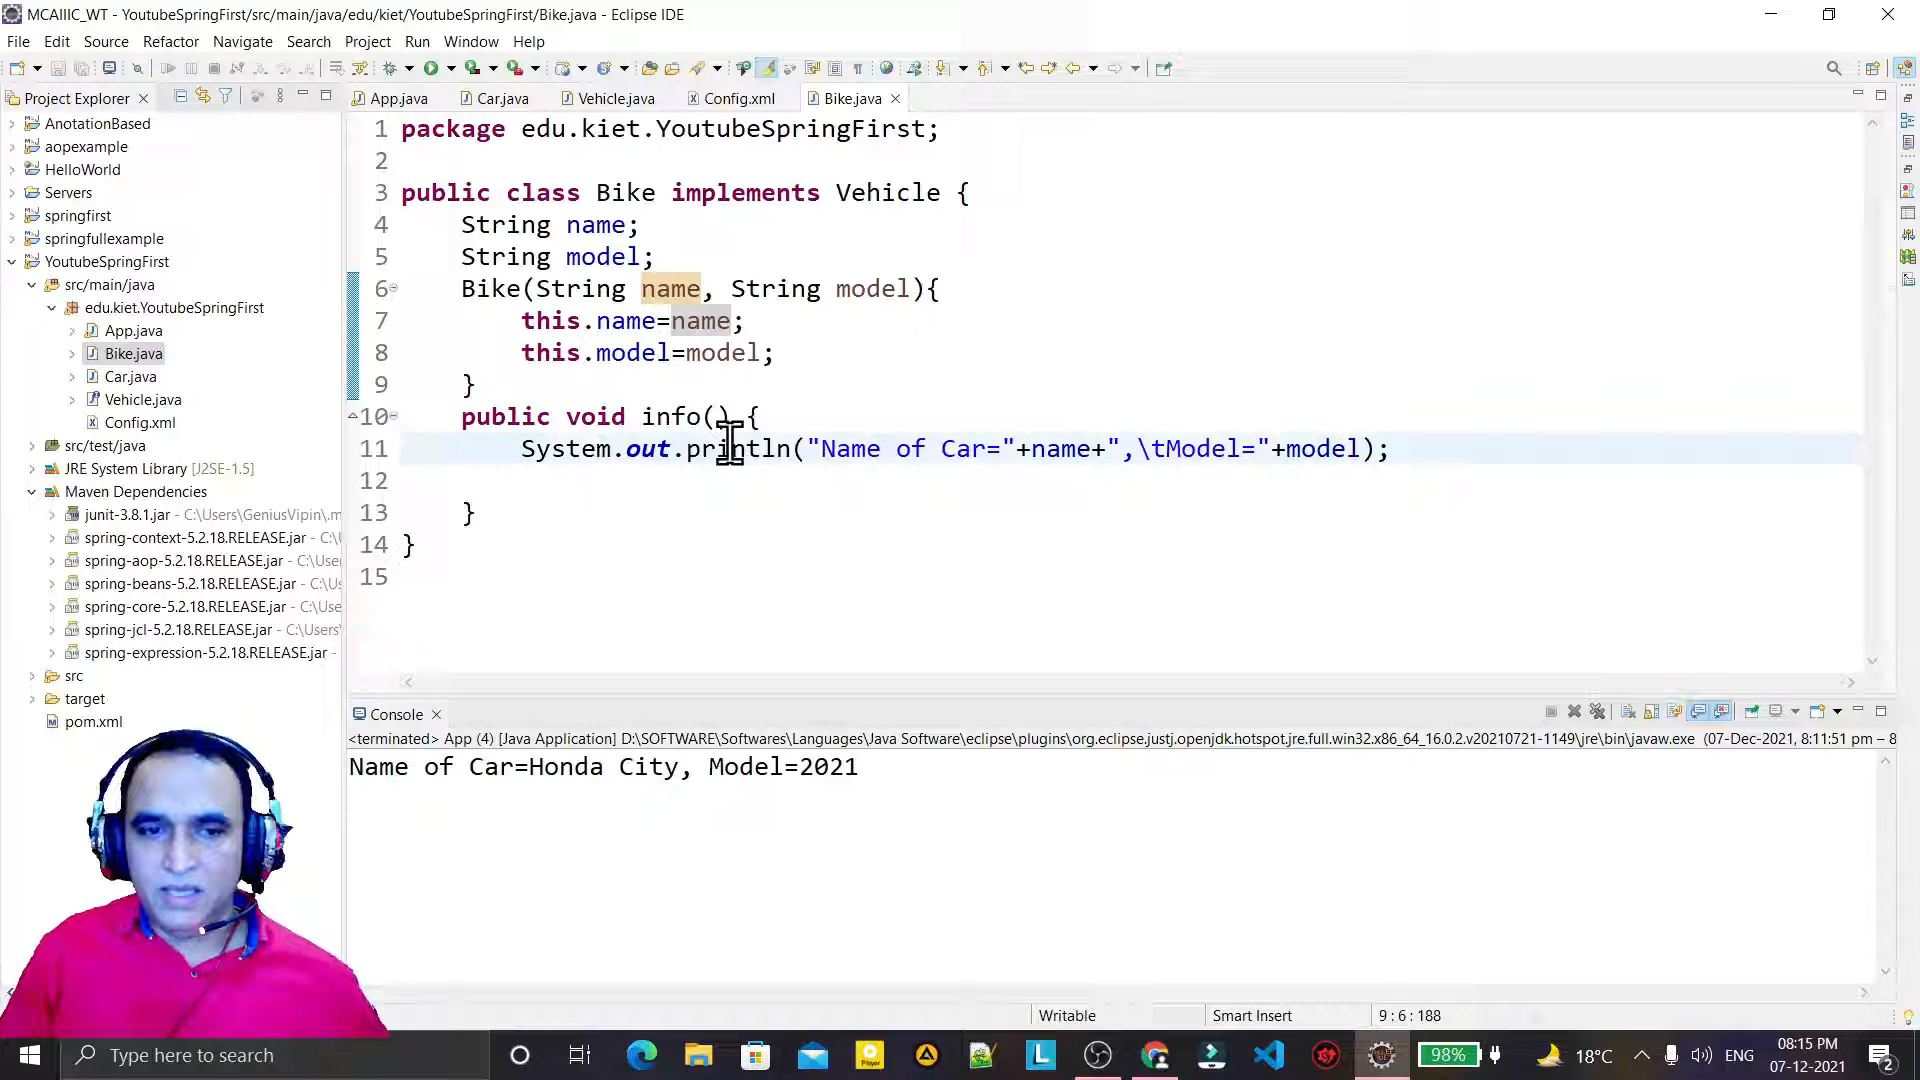 MCAIIIC_WT - YoutubeSpringFirst/src/main/java/edu/kiet/YoutubeSpringFirst/Bike.java - Eclipse IDE
File Edit Source Refactor Navigate Search Project Run Window Help
Project Explorer
App.java Car.java Vehicle.java Config.xml Bike.java
AnotationBased
aopexample
HelloWorld
Servers
springfirst
springfullexample
YoutubeSpringFirst
src/main/java
edu.kiet.YoutubeSpringFirst
App.java
Bike.java
Car.java
Vehicle.java
Config.xml
src/test/java
JRE System Library [J2SE-1.5]
Maven Dependencies
junit-3.8.1.jar - C:\Users\GeniusVipin\.m
spring-context-5.2.18.RELEASE.jar - C:\
spring-aop-5.2.18.RELEASE.jar - C:\Use
spring-beans-5.2.18.RELEASE.jar - C:\U
spring-core-5.2.18.RELEASE.jar - C:\Use
spring-jcl-5.2.18.RELEASE.jar - C:\Users\
spring-expression-5.2.18.RELEASE.jar -
src
target
pom.xml
1 package edu.kiet.YoutubeSpringFirst;
2
3 public class Bike implements Vehicle {
4 String name;
5 String model;
6 Bike(String name, String model){
7 this.name=name;
8 this.model=model;
9 }
10 public void info() {
11 System.out.println("Name of Car="+name+",\tModel="+model);
12
13 }
14 }
15
Console
<terminated> App (4) [Java Application] D:\SOFTWARE\Softwares\Languages\Java Software\eclipse\plugins\org.eclipse.justj.openjdk.hotspot.jre.full.win32.x86_64_16.0.2.v20210721-1149\jre\bin\javaw.exe (07-Dec-2021, 8:11:51 pm – 8
Name of Car=Honda City, Model=2021
Writable Smart Insert 9 : 6 : 188
Type here to search
98% 18°C ENG 08:15 PM
07-12-2021
2